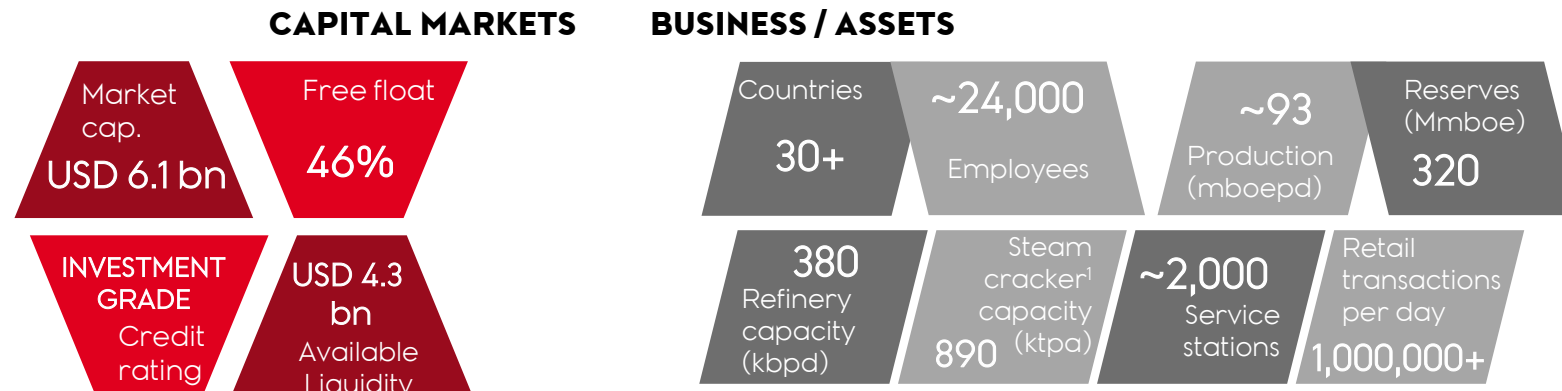 CAPITAL MARKETS
Market
cap.
USD 6.1 bn
Free float
46%
INVESTMENT
GRADE
Credit
rating
USD 4.3
bn
Available
Liquidity
BUSINESS / ASSETS
Countries
30+
~24,000
Employees
~93
Production
(mboepd)
Reserves
(Mmboe)
320
380
Refinery
capacity
(kbpd)
Steam
cracker¹
capacity
(ktpa)
890
~2,000
Service
stations
Retail
transactions
per day
1,000,000+